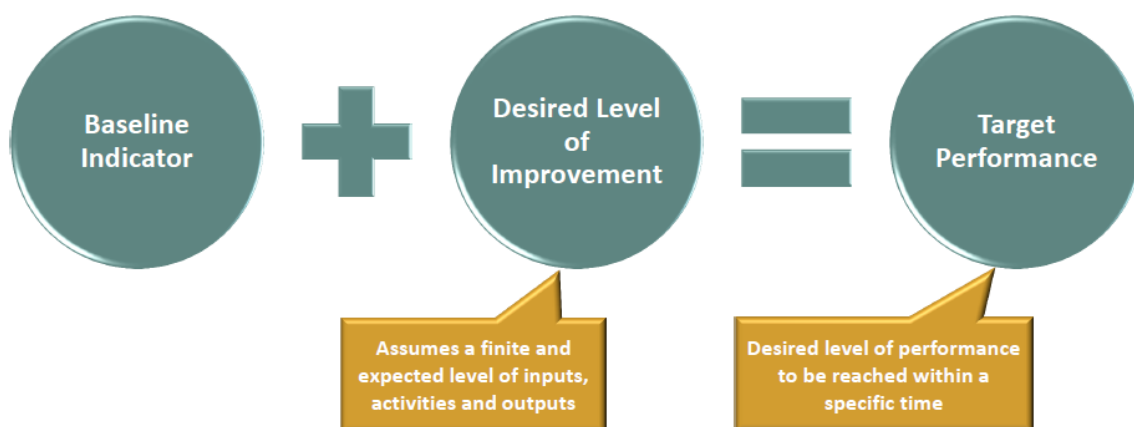 Baseline
Indicator
Desired Level
of
Improvement
Target
Performance
Assumes a finite and
expected level of inputs,
activities and outputs
Desired level of performance
to be reached within a
specific time